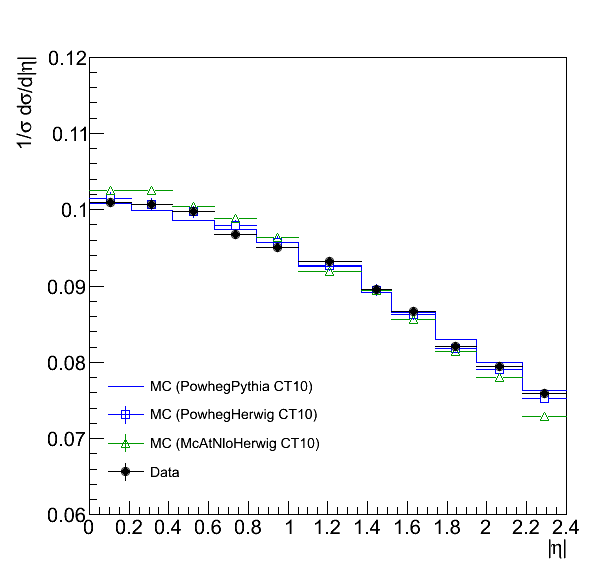 1/σ dσ/d|η|
0.12
0.11
0.1
0.09
0.08
0.07
0.06
MC (PowhegPythia CT10)
MC (PowhegHerwig CT10)
MC (McAtNloHerwig CT10)
Data
0 0.2 0.4 0.6 0.8 1 1.2 1.4 1.6 1.8 2 2.2 2.4
|η|